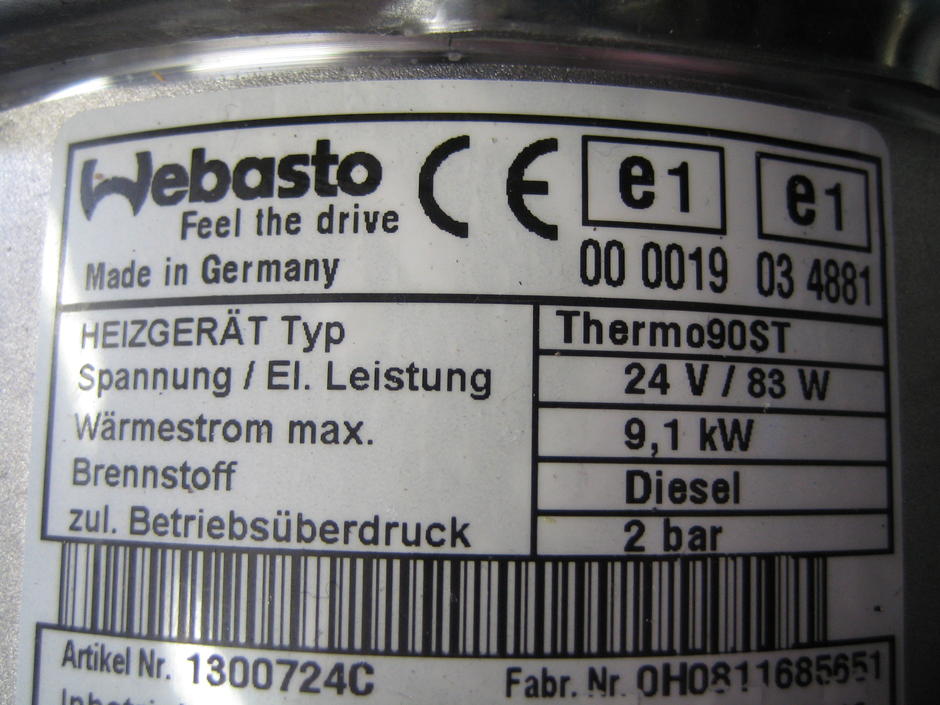 Webasto CE e1 e1
Feel the drive
Made in Germany 00 0019 03 4881
HEIZGERÄT Typ Thermo90ST
Spannung / El. Leistung 24 V / 83 W
Wärmestrom max. 9,1 kW
Brennstoff Diesel
zul. Betriebsüberdruck 2 bar
Artikel Nr. 1300724C Fabr. Nr. 0H0811685651